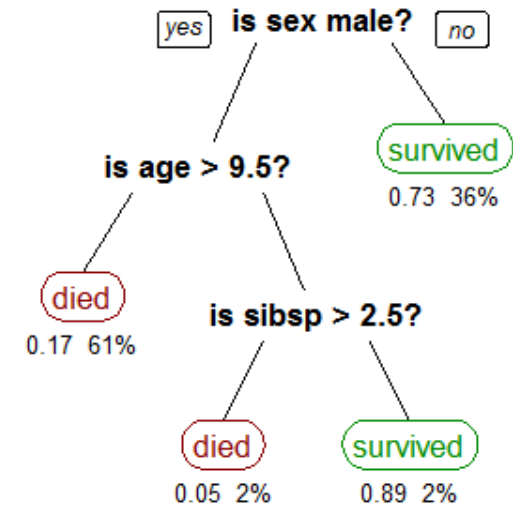 yes is sex male? no
survived
0.73 36%
is age > 9.5?
died
0.17 61%
is sibsp > 2.5?
died survived
0.05 2% 0.89 2%